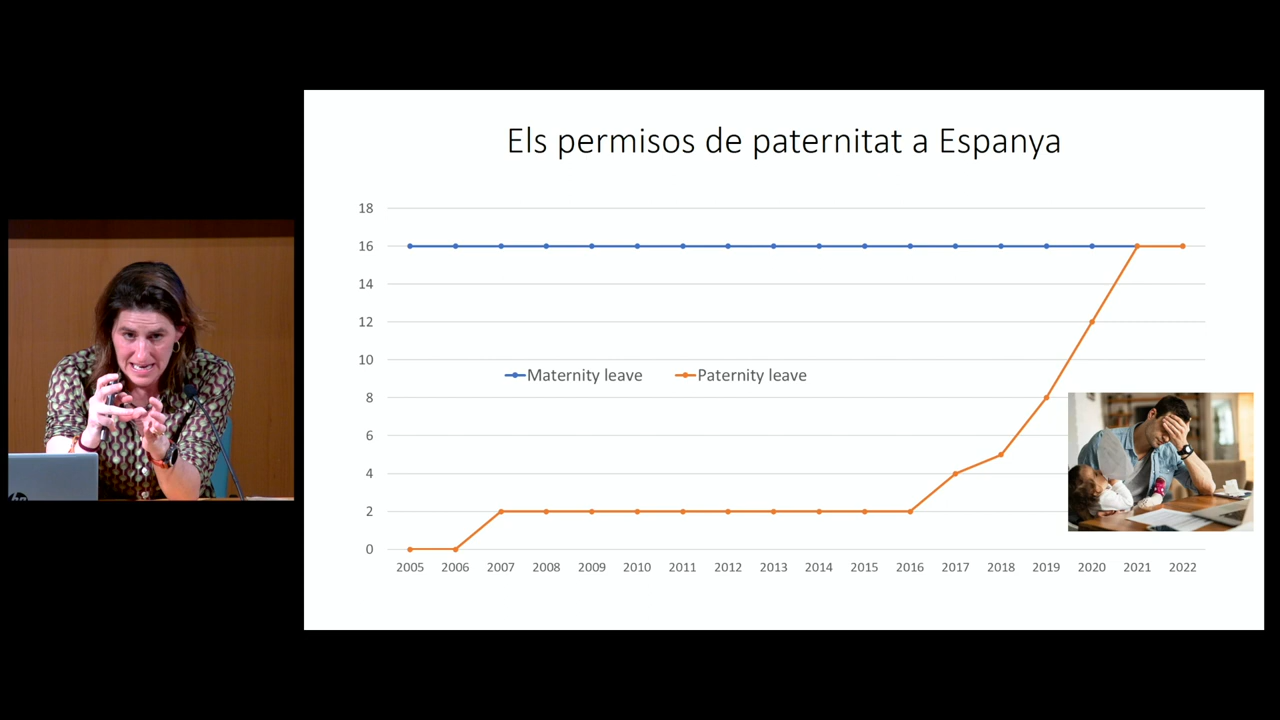 Els permisos de paternitat a Espanya
18
16
14
12
10
8
6
4
2
0
Maternity leave
Paternity leave
2005 2006 2007 2008 2009 2010 2011 2012 2013 2014 2015 2016 2017 2018 2019 2020 2021 2022
hp